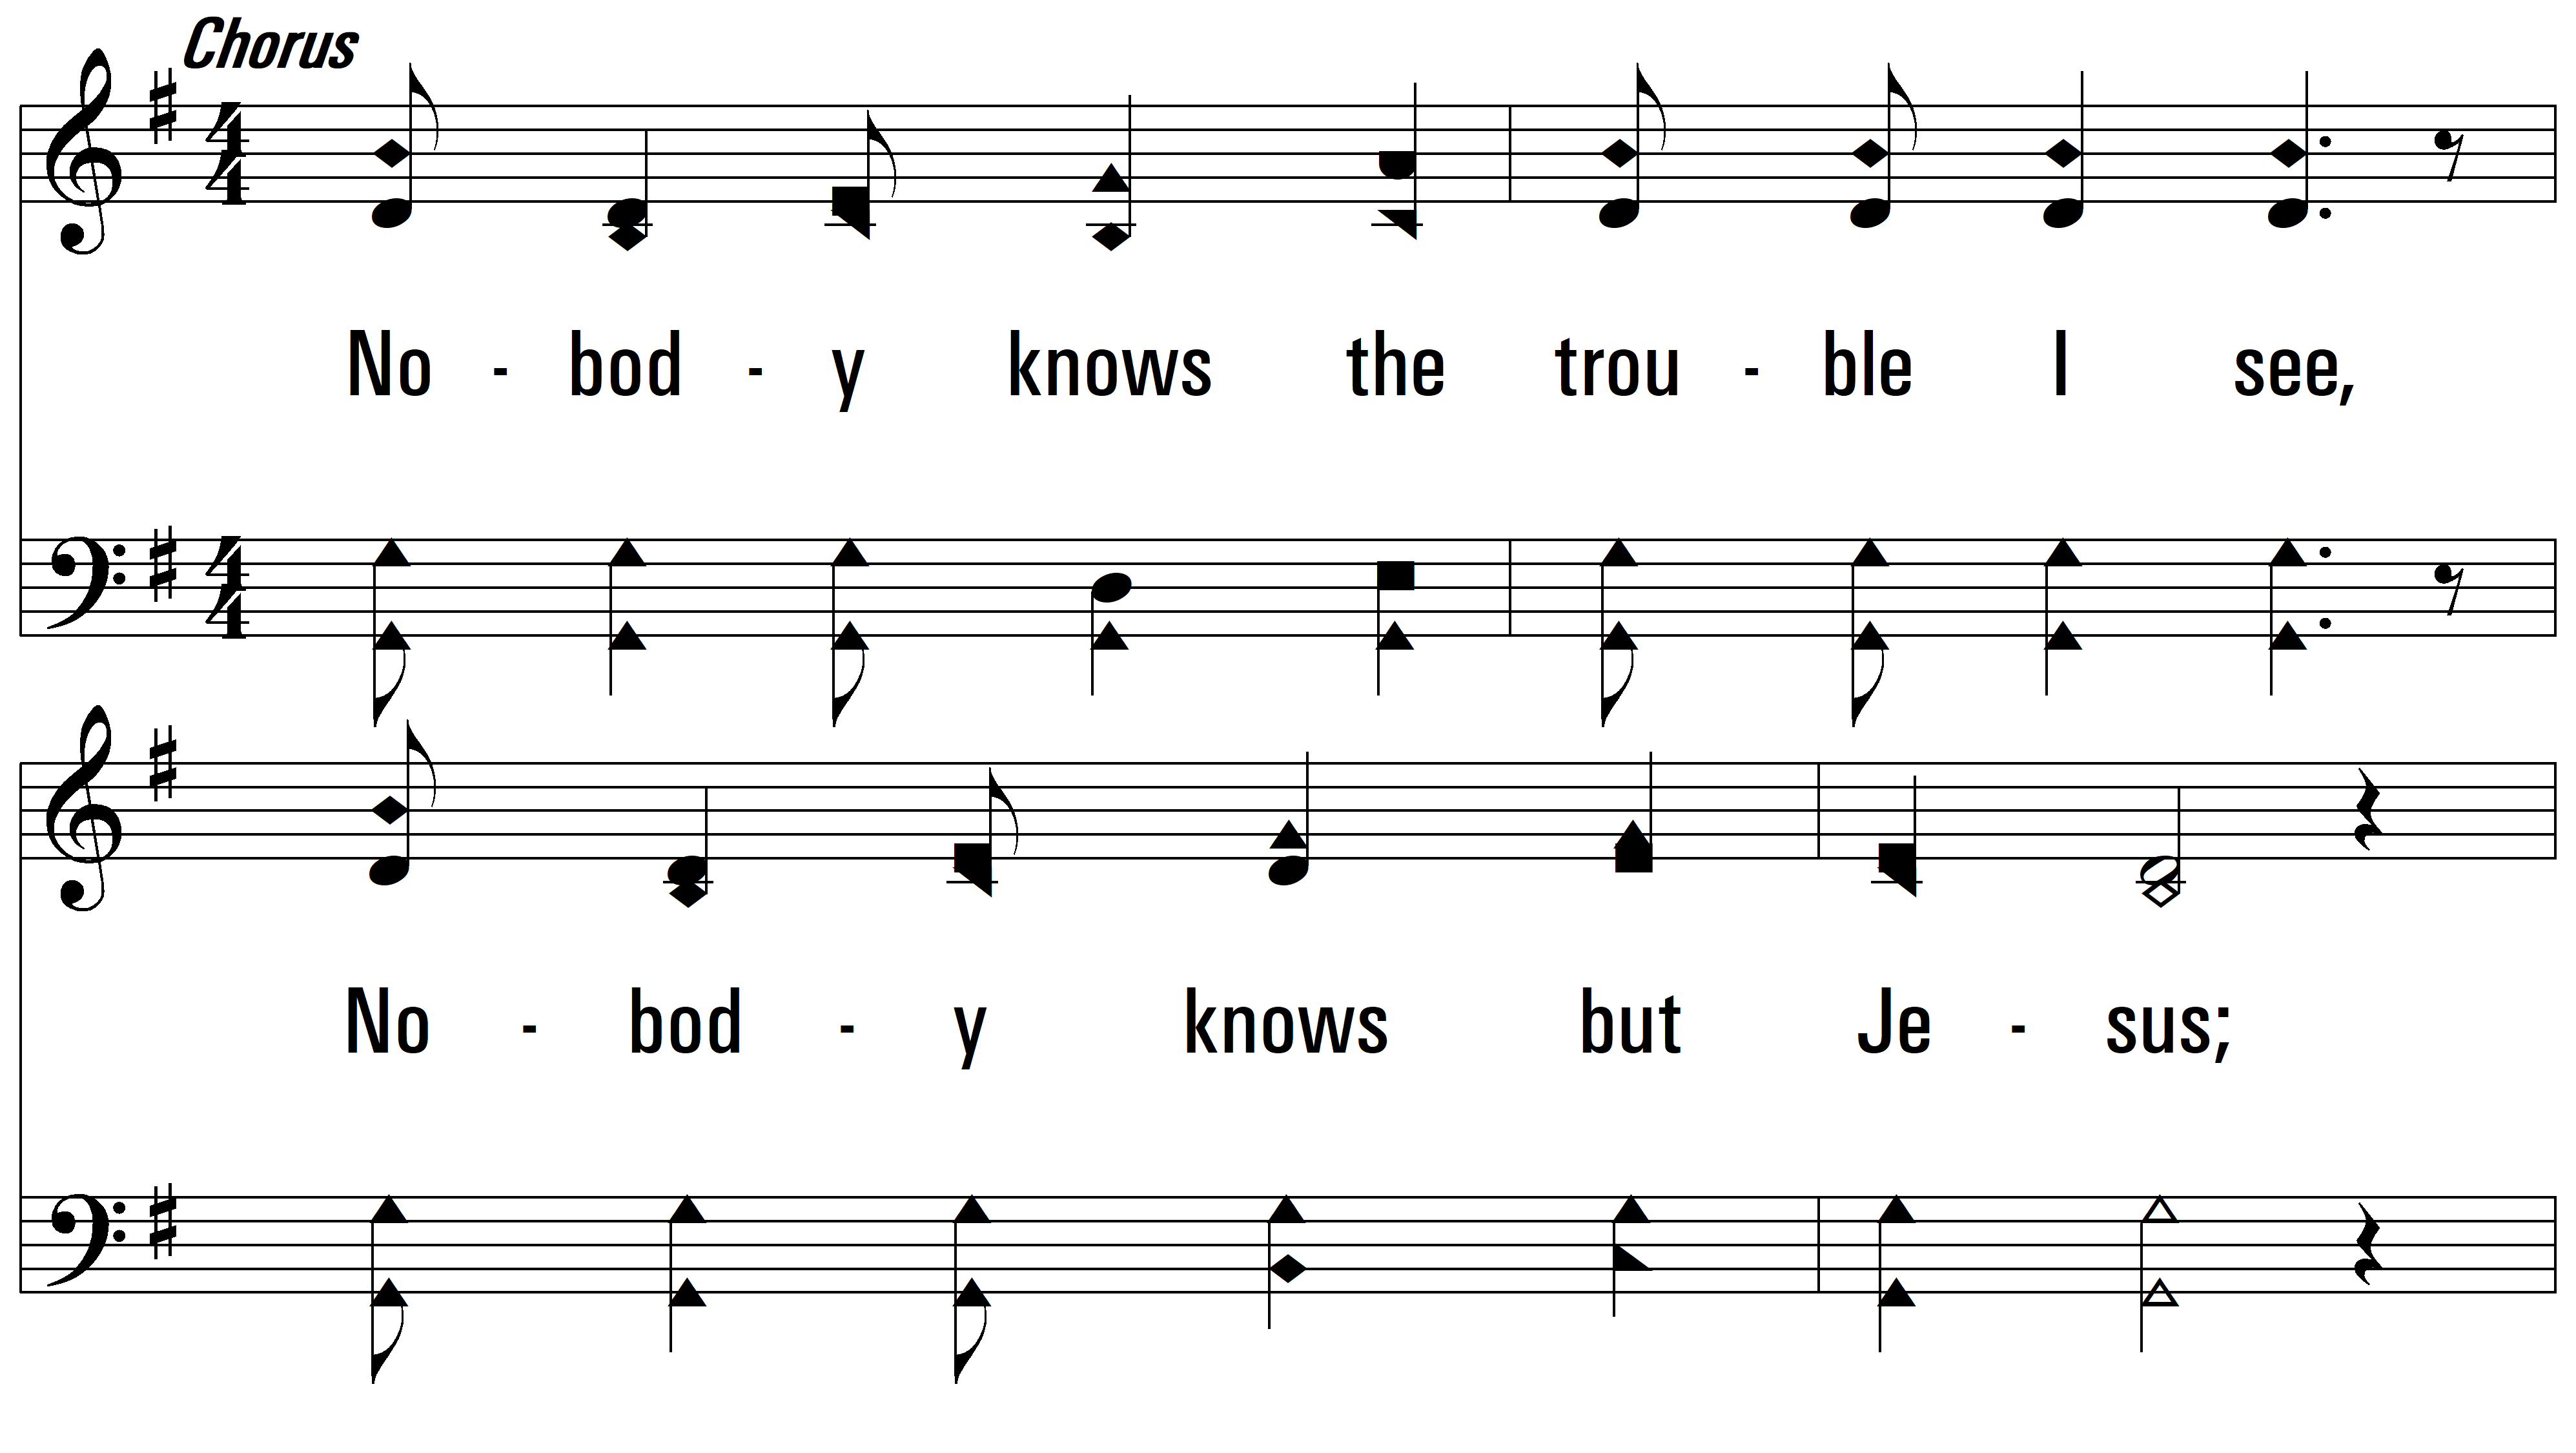 Chorus
No - bod - y knows the trou - ble I see,
No - bod - y knows but Je - sus;